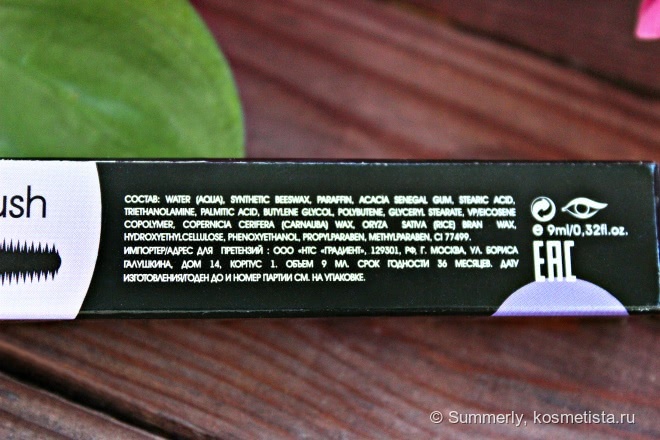 ush
СОСТАВ: WATER (AQUA), SYNTHETIC BEESWAX, PARAFFIN, ACACIA SENEGAL GUM, STEARIC ACID,
TRIETHANOLAMINE, PALMITIC ACID, BUTYLENE GLYCOL, POLYBUTENE, GLYCERYL STEARATE, VP/EICOSENE
COPOLYMER, COPERNICIA CERIFERA (CARNAUBA) WAX, ORYZA SATIVA (RICE) BRAN WAX,
HYDROXYETHYLCELLULOSE, PHENOXYETHANOL, PROPYLPARABEN, METHYLPARABEN, CI 77499.
ИМПОРТЕР/АДРЕС ДЛЯ ПРЕТЕНЗИЙ : ООО «НТС «ГРАДИЕНТ», 129301, РФ, Г. МОСКВА, УЛ. БОРИСА
ГАЛУШКИНА, ДОМ 14, КОРПУС 1. ОБЪЕМ 9 МЛ. СРОК ГОДНОСТИ 36 МЕСЯЦЕВ. ДАТУ
ИЗГОТОВЛЕНИЯ/ГОДЕН ДО И НОМЕР ПАРТИИ СМ. НА УПАКОВКЕ.
℮ 9ml/0,32fl.oz.
EAC
© Summerly, kosmetista.ru